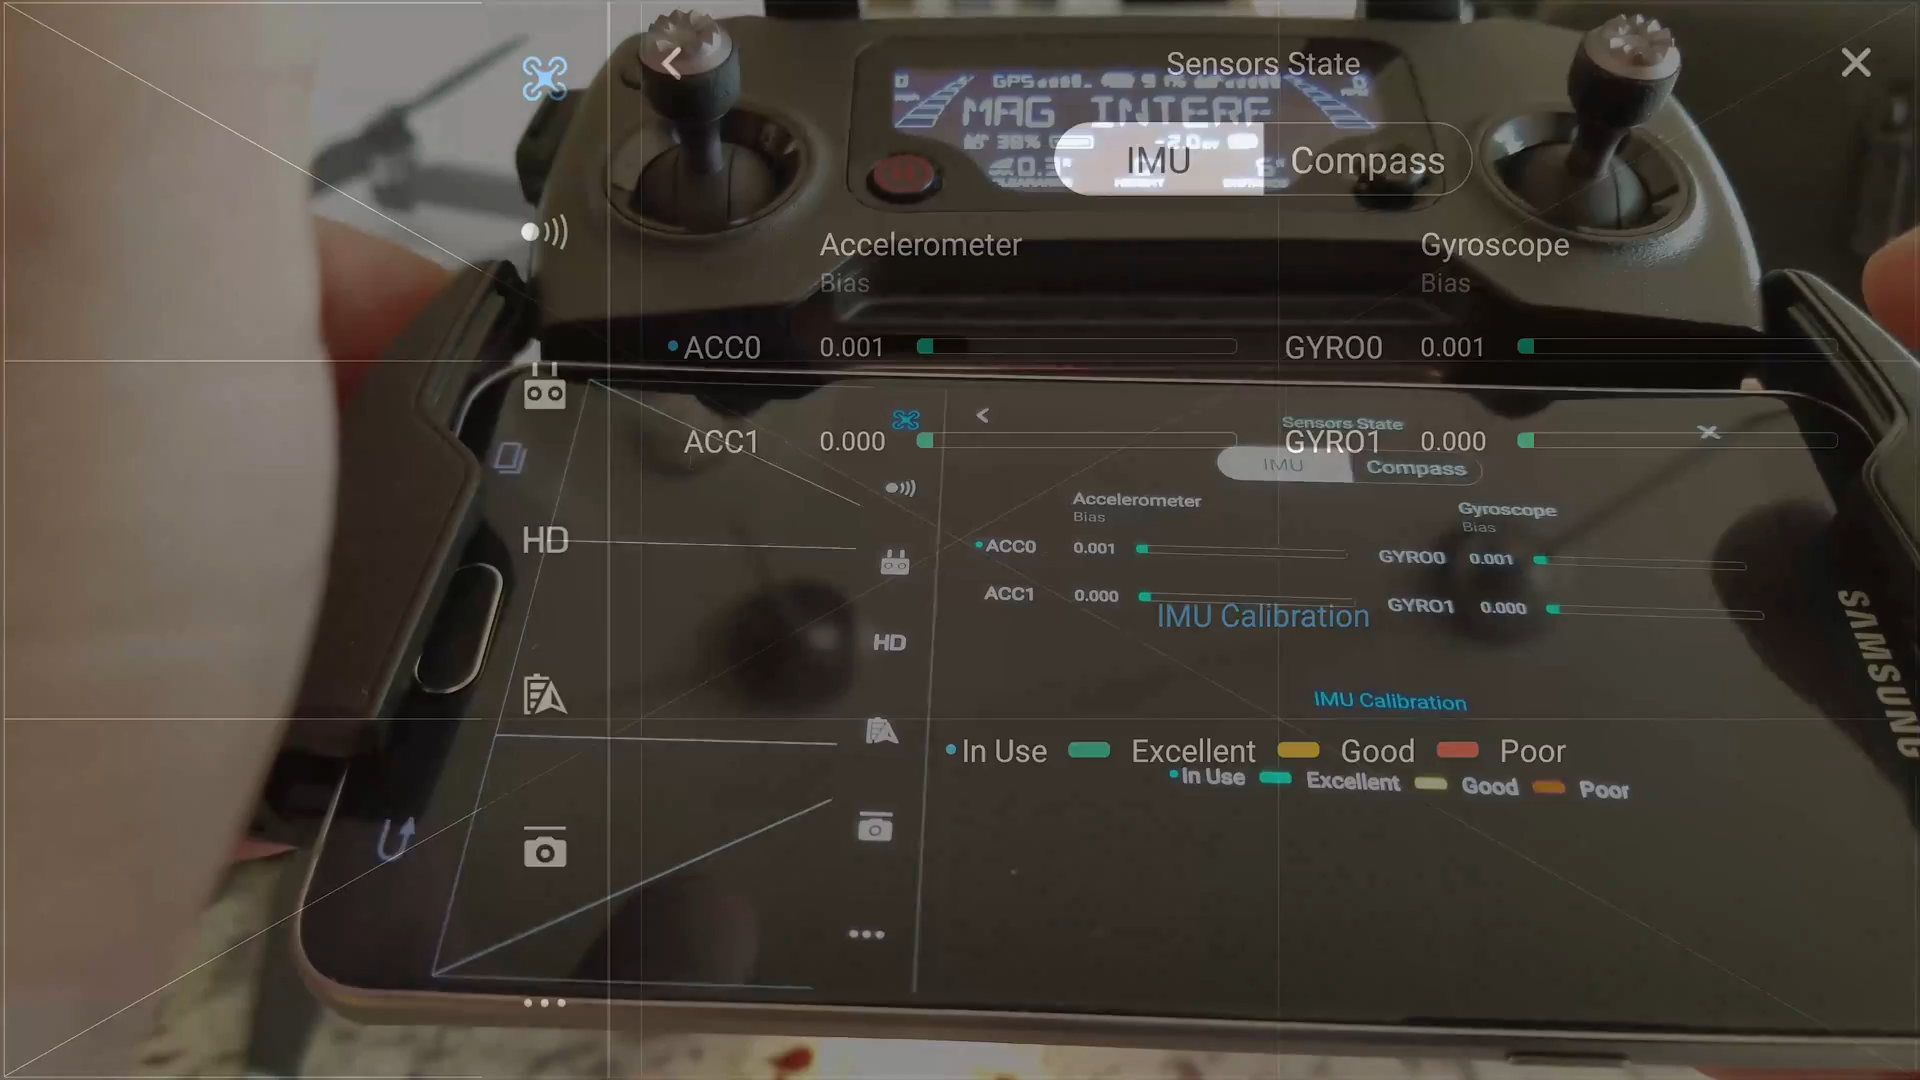 Sensors State
GPS
MAG INTERF
38%
IMU Compass
Accelerometer Gyroscope
Bias Bias
ACC0 0.001 GYRO0 0.001
ACC1 0.000 GYRO1 0.000
HD
IMU Calibration
In Use Excellent Good Poor
Sensors State
IMU Compass
Accelerometer Gyroscope
Bias Bias
ACC0 0.001 GYRO0 0.001
ACC1 0.000 GYRO1 0.000
HD
IMU Calibration
In Use Excellent Good Poor
SAMSUNG